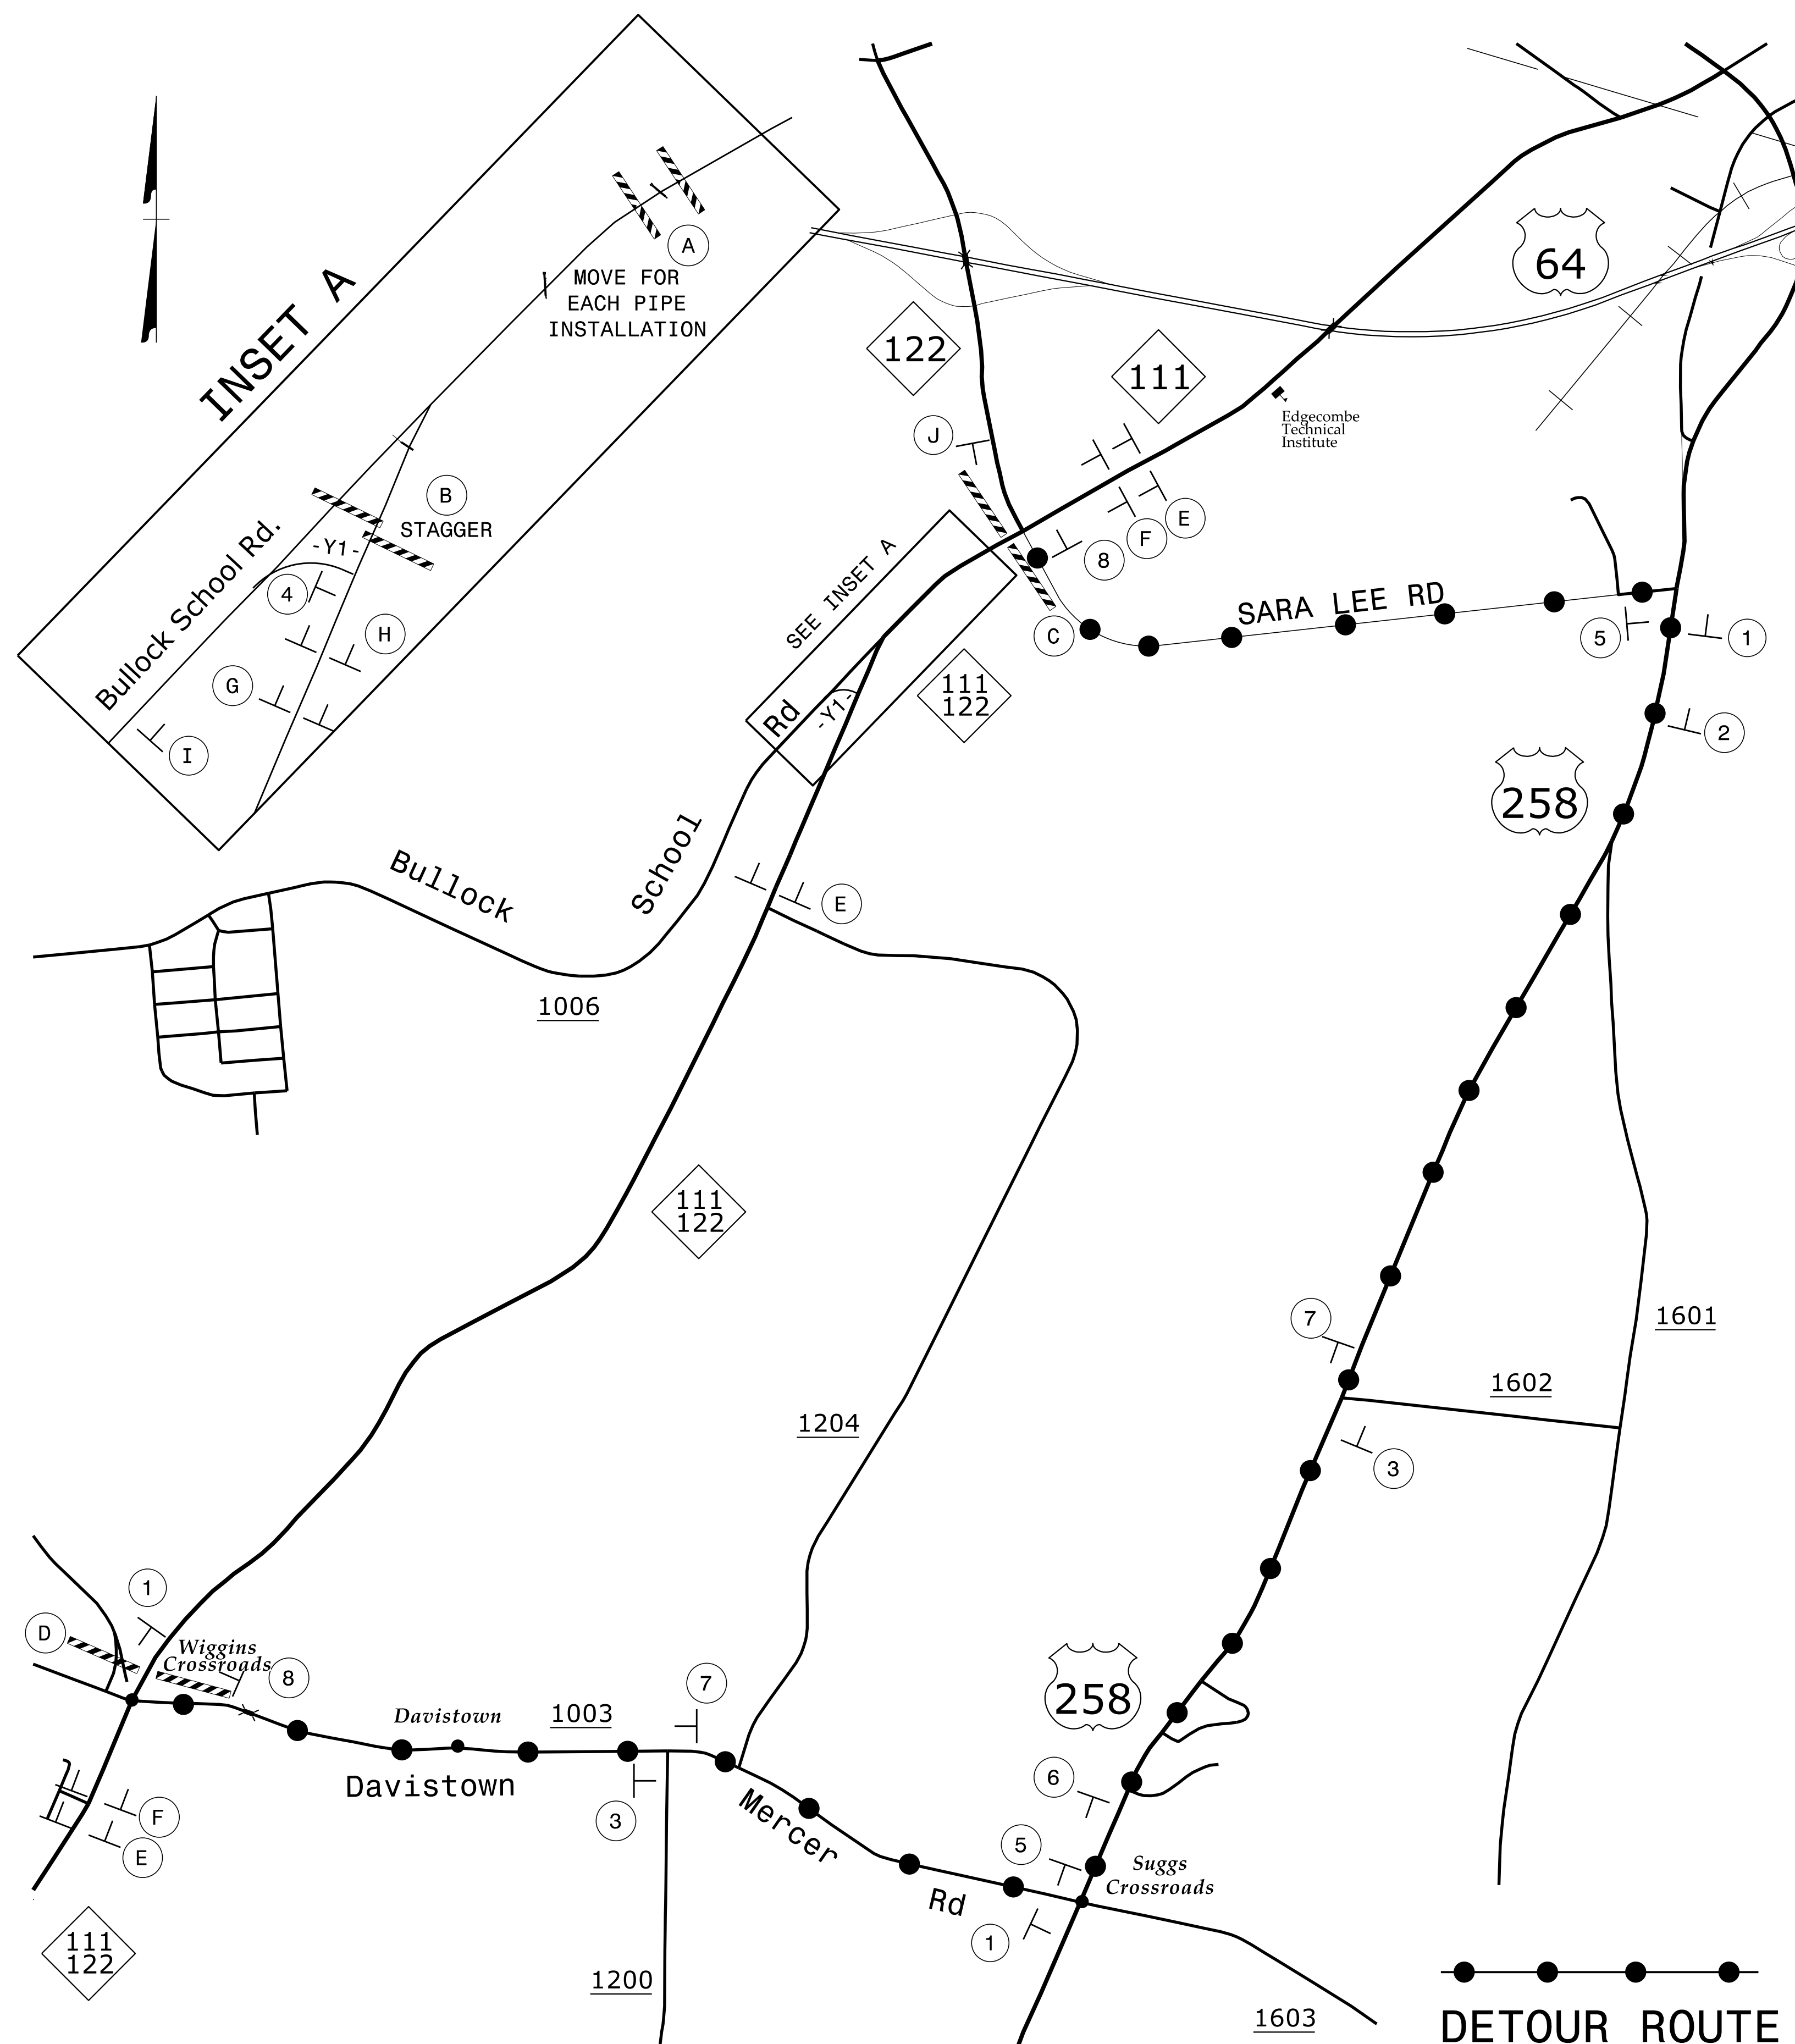 INSET A
A
MOVE FOR
EACH PIPE
INSTALLATION
B
STAGGER
-Y1-
Bullock School Rd.
4
H
G
I
122
111
64
Edgecombe
Technical
Institute
J
E
F
8
SEE INSET A
C
SARA LEE RD
5
1
2
111
122
Rd
-Y1-
258
Bullock
School
E
1006
111
122
7
1601
1602
3
1204
1
D
Wiggins
Crossroads
8
7
Davistown
1003
258
Davistown
3
Mercer
6
5
Suggs
Crossroads
F
E
Rd
1
111
122
1200
1603
DETOUR ROUTE